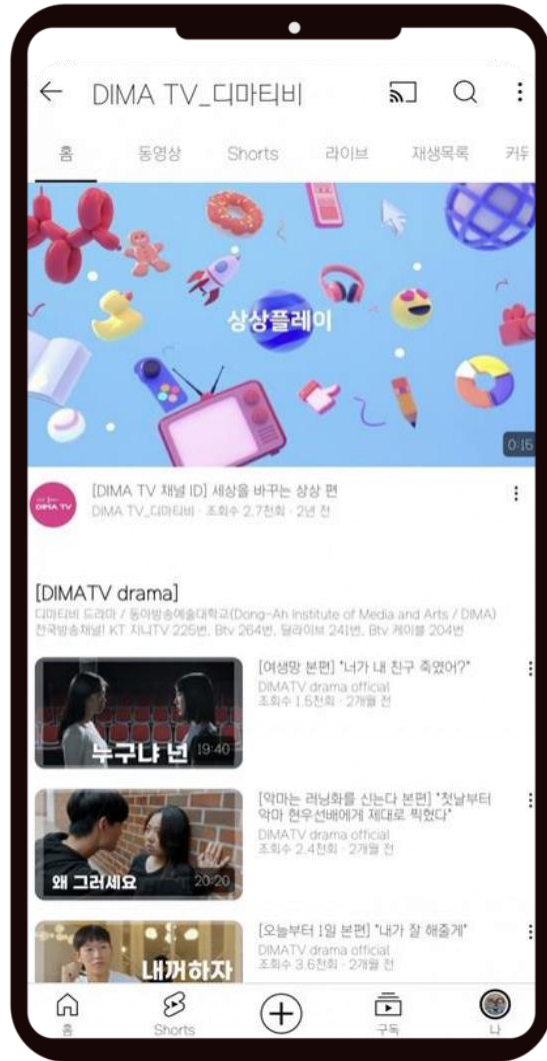 DIMA TV_디마티비
홈 동영상 Shorts 라이브 재생목록 커뮤
상상플레이
0:15
DIMA TV
[DIMA TV 채널 ID] 세상을 바꾸는 상상 편
DIMA TV_디마티비 · 조회수 2.7천회 · 2년 전
[DIMATV drama]
디마티비 드라마 / 동아방송예술대학교(Dong-Ah Institute of Media and Arts / DIMA)
전국방송채널! KT 지니TV 225번, Btv 264번, 딜라이브 241번, Btv 케이블 204번
[여생망 본편] "너가 내 친구 죽였어?"
DIMATV drama official
조회수 1.5천회 · 2개월 전
누구냐 넌
19:40
[악마는 러닝화를 신는다 본편] "첫날부터
악마 현우선배에게 제대로 찍혔다"
DIMATV drama official
조회수 2.4천회 · 2개월 전
왜 그러세요
20:20
[오늘부터 1일 본편] "내가 잘 해줄게"
DIMATV drama official
조회수 3.6천회 · 2개월 전
내꺼하자
홈 Shorts 구독 나